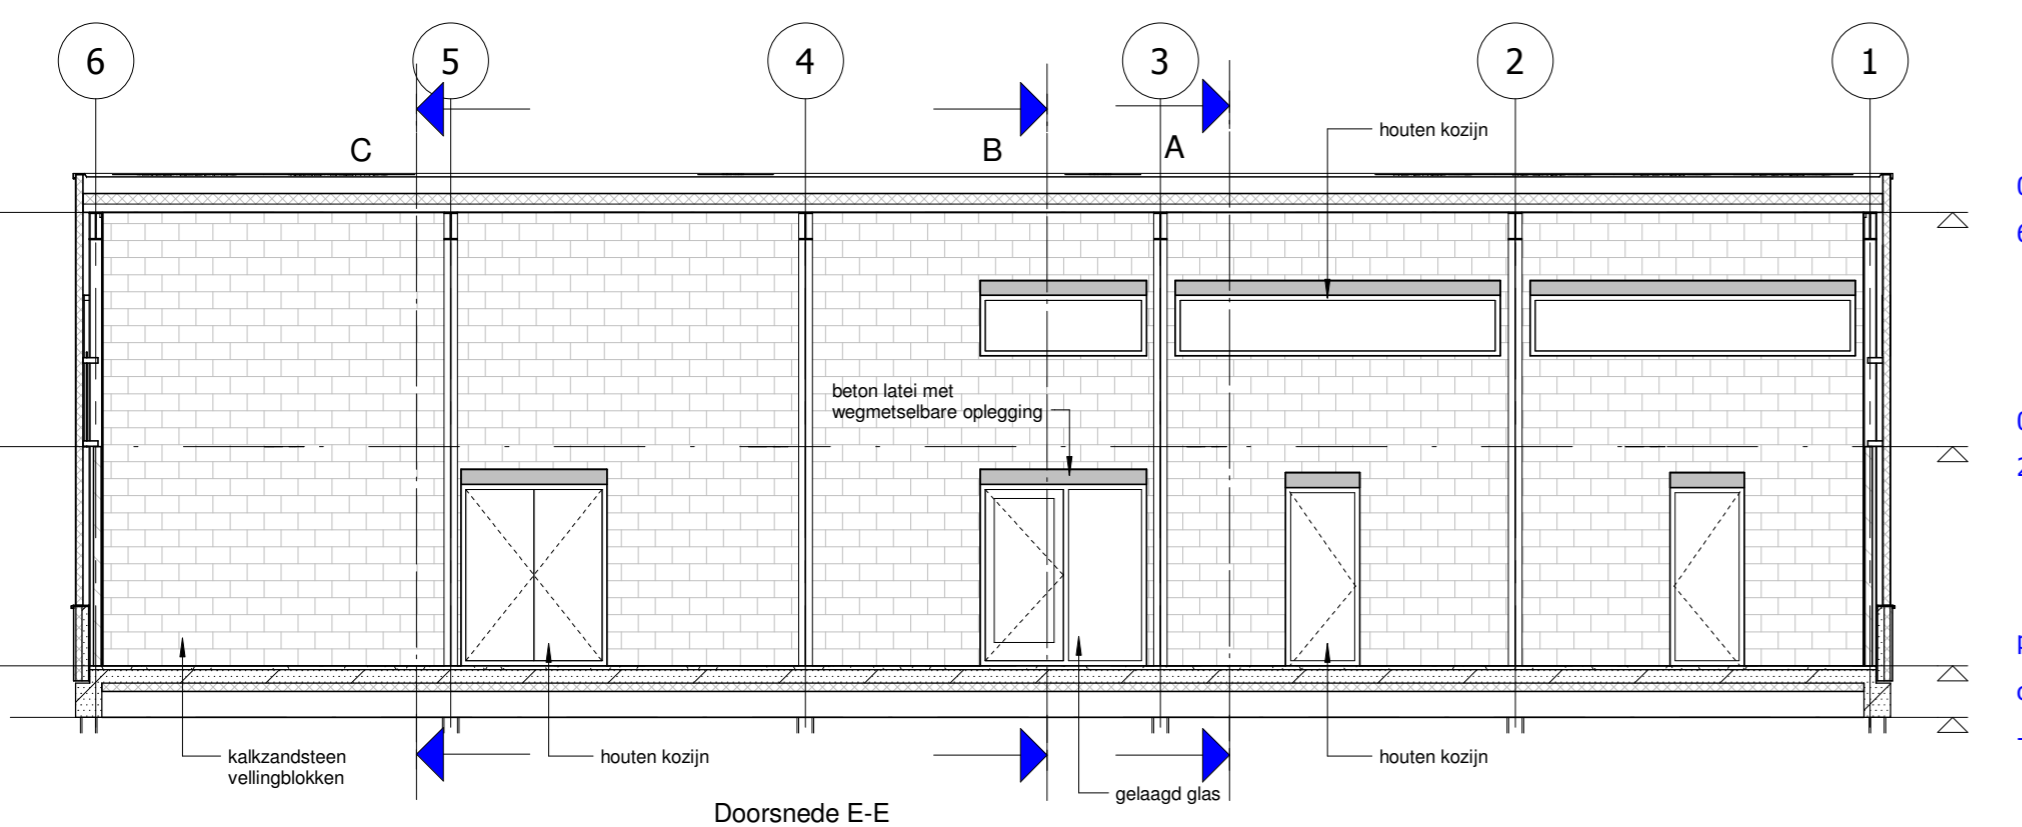 6
5
4
3
2
1
C
B
A
houten kozijn
beton latei met
wegmetselbare oplegging
kalkzandsteen
vellingblokken
houten kozijn
houten kozijn
gelaagd glas
Doorsnede E-E